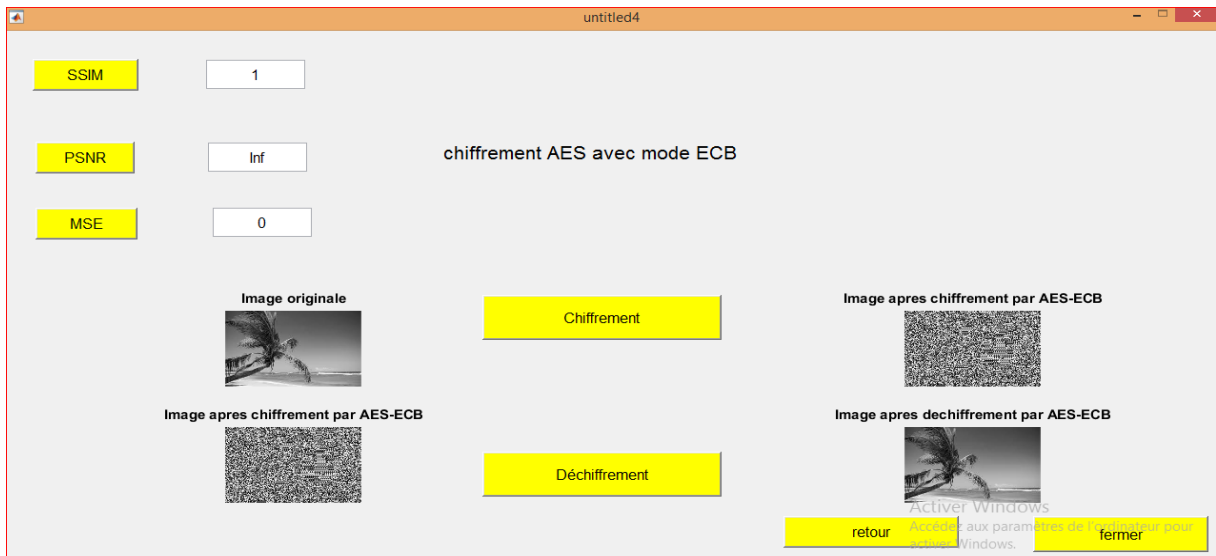 untitled4
SSIM
1
PSNR
Inf
chiffrement AES avec mode ECB
MSE
0
Image originale
Chiffrement
Image apres chiffrement par AES-ECB
Image apres chiffrement par AES-ECB
Déchiffrement
Image apres dechiffrement par AES-ECB
Activer Windows
Accédez aux paramètres de l'ordinateur pour
activer Windows.
retour
fermer